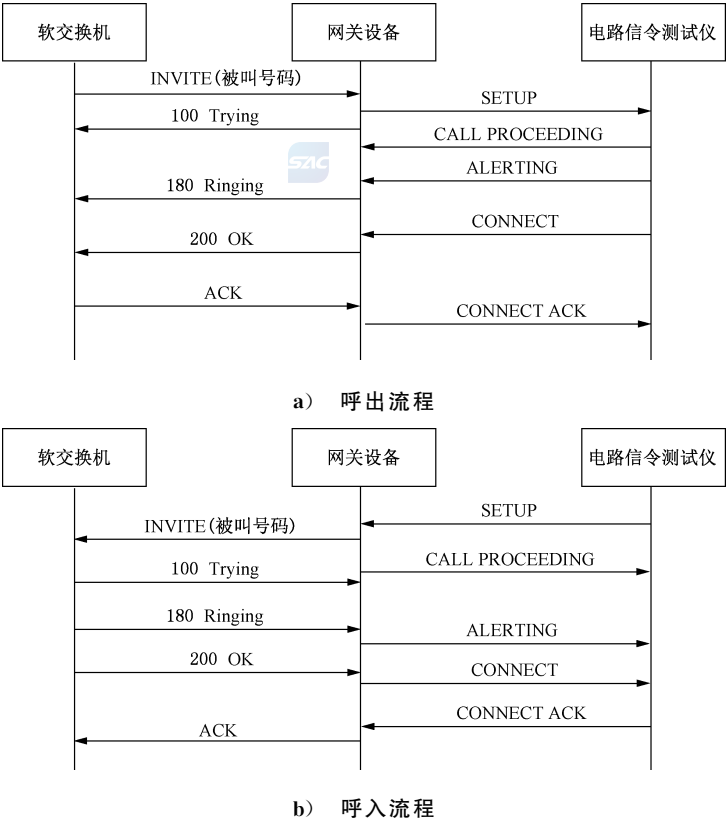 软交换机 网关设备 电路信令测试仪
INVITE(被叫号码)
SETUP
100 Trying
CALL PROCEEDING
SAC
ALERTING
180 Ringing
CONNECT
200 OK
ACK
CONNECT ACK
a) 呼出流程
软交换机 网关设备 电路信令测试仪
SETUP
INVITE(被叫号码)
CALL PROCEEDING
100 Trying
180 Ringing
ALERTING
200 OK
CONNECT
CONNECT ACK
ACK
b) 呼入流程